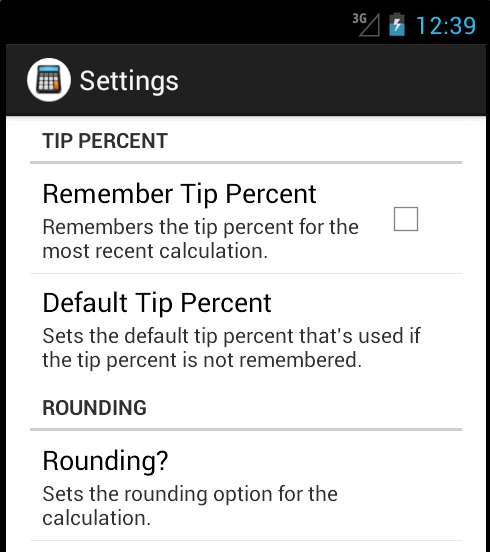 3G 12:39
Settings
TIP PERCENT
Remember Tip Percent
Remembers the tip percent for the
most recent calculation.
Default Tip Percent
Sets the default tip percent that's used if
the tip percent is not remembered.
ROUNDING
Rounding?
Sets the rounding option for the
calculation.